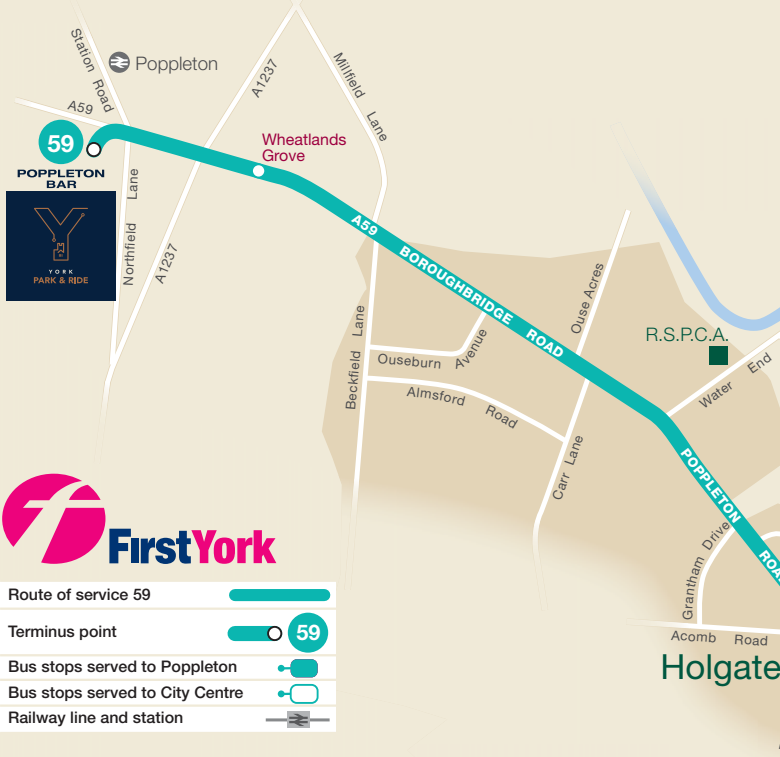 Station Road
Poppleton
A1237
Millfield Lane
A59
59
POPPLETON
BAR
Wheatlands
Grove
Y
YORK
PARK & RIDE
Northfield Lane
A1237
A59 BOROUGHBRIDGE ROAD
Ouse Acres
R.S.P.C.A.
Water End
Beckfield Lane
Ouseburn Avenue
Almsford Road
Carr Lane
POPPLETON ROA
Grantham Drive
Acomb Road
Holgate
f
FirstYork
Route of service 59
Terminus point
59
Bus stops served to Poppleton
Bus stops served to City Centre
Railway line and station